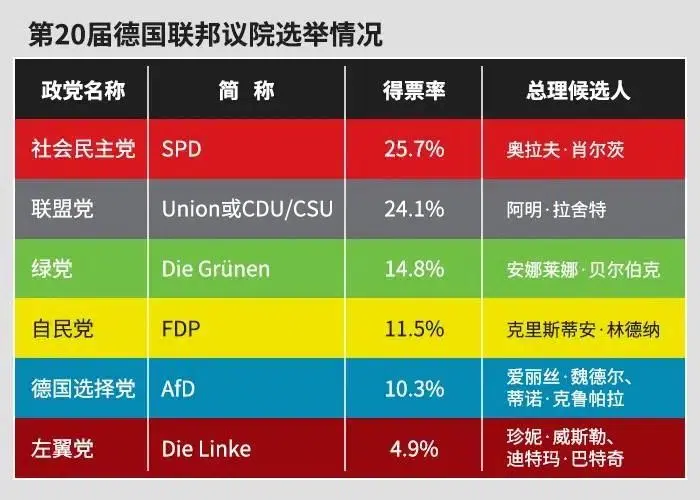 第20届德国联邦议院选举情况
政党名称 简 称 得票率 总理候选人
社会民主党 SPD 25.7% 奥拉夫·肖尔茨
联盟党 Union或CDU/CSU 24.1% 阿明·拉舍特
绿党 Die Grünen 14.8% 安娜莱娜·贝尔伯克
自民党 FDP 11.5% 克里斯蒂安·林德纳
德国选择党 AfD 10.3% 爱丽丝·魏德尔、
蒂诺·克鲁帕拉
左翼党 Die Linke 4.9% 珍妮·威斯勒、
迪特玛·巴特奇